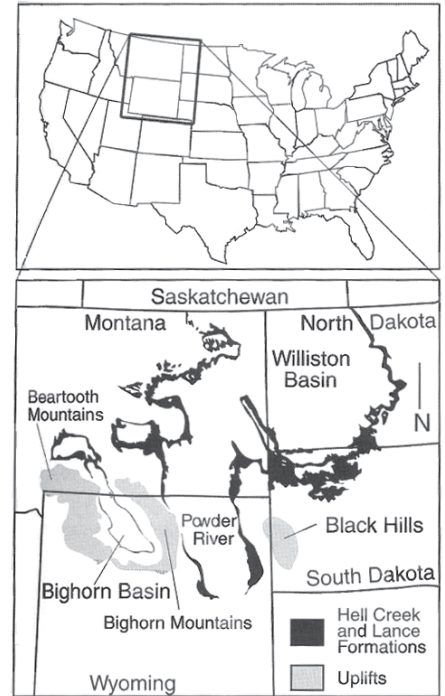 Saskatchewan
Montana
North Dakota
Williston
Basin
Beartooth
Mountains
N
Powder
River
Black Hills
Bighorn Basin
South Dakota
Bighorn Mountains
Hell Creek
and Lance
Formations
Wyoming
Uplifts